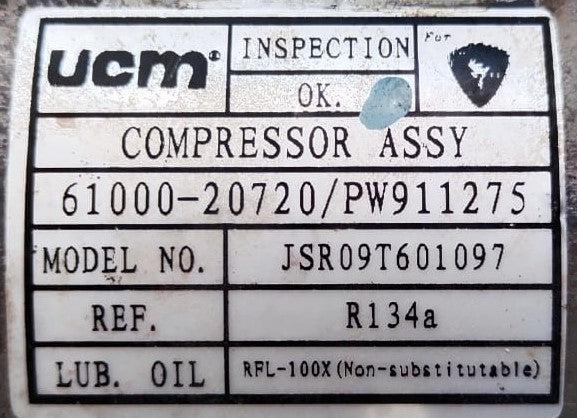 ucm
INSPECTION
For
OK.
COMPRESSOR ASSY
61000-20720/PW911275
MODEL NO.
JSR09T601097
REF.
R134a
LUB. OIL
RFL-100X(Non-substitutable)